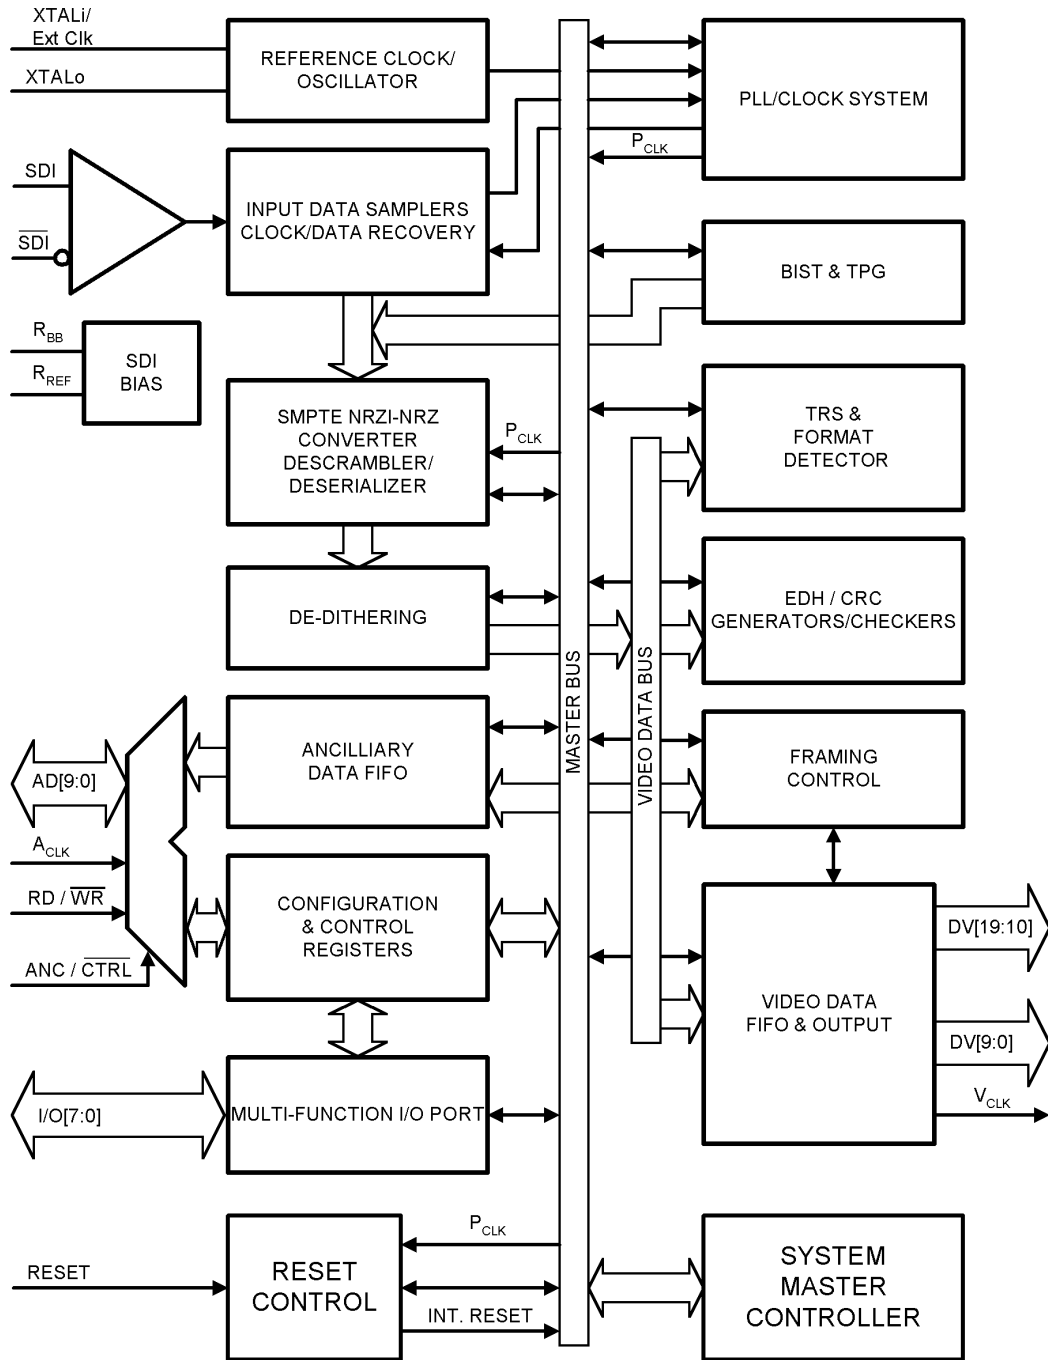 XTALi/
Ext Clk
XTALo
REFERENCE CLOCK/
OSCILLATOR
PLL/CLOCK SYSTEM
PCLK
SDI
SDI
INPUT DATA SAMPLERS
CLOCK/DATA RECOVERY
BIST & TPG
RBB
RREF
SDI
BIAS
SMPTE NRZI-NRZ
CONVERTER
DESCRAMBLER/
DESERIALIZER
PCLK
TRS &
FORMAT
DETECTOR
DE-DITHERING
EDH / CRC
GENERATORS/CHECKERS
MASTER BUS
VIDEO DATA BUS
AD[9:0]
ACLK
RD / WR
ANC / CTRL
ANCILLIARY
DATA FIFO
FRAMING
CONTROL
CONFIGURATION
& CONTROL
REGISTERS
VIDEO DATA
FIFO & OUTPUT
DV[19:10]
DV[9:0]
VCLK
I/O[7:0]
MULTI-FUNCTION I/O PORT
RESET
RESET
CONTROL
PCLK
INT. RESET
SYSTEM
MASTER
CONTROLLER